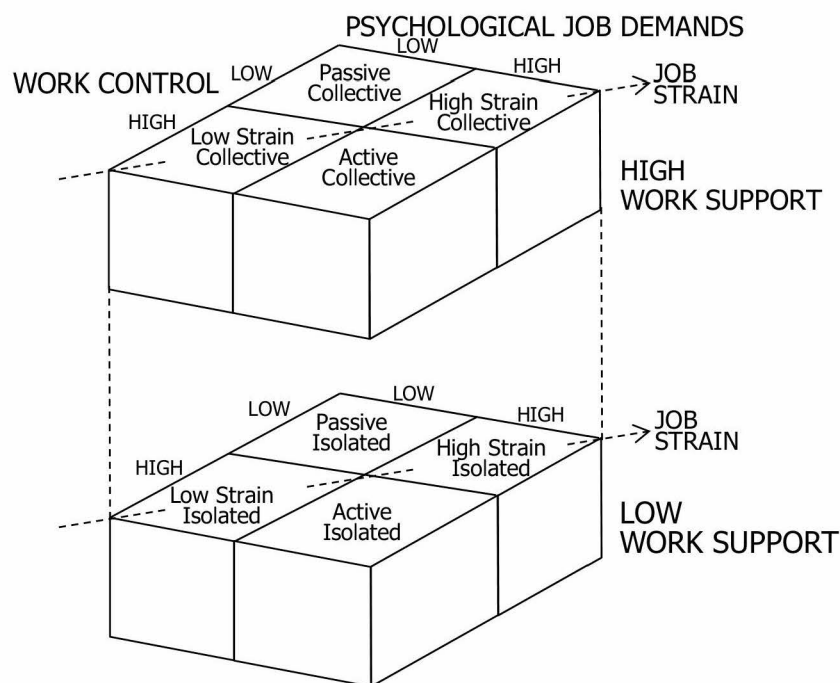 PSYCHOLOGICAL JOB DEMANDS
LOW
HIGH
WORK CONTROL
LOW
HIGH
JOB
STRAIN
Passive
Collective
High Strain
Collective
Low Strain
Collective
Active
Collective
HIGH
WORK SUPPORT
LOW
HIGH
LOW
HIGH
JOB
STRAIN
Passive
Isolated
High Strain
Isolated
Low Strain
Isolated
Active
Isolated
LOW
WORK SUPPORT